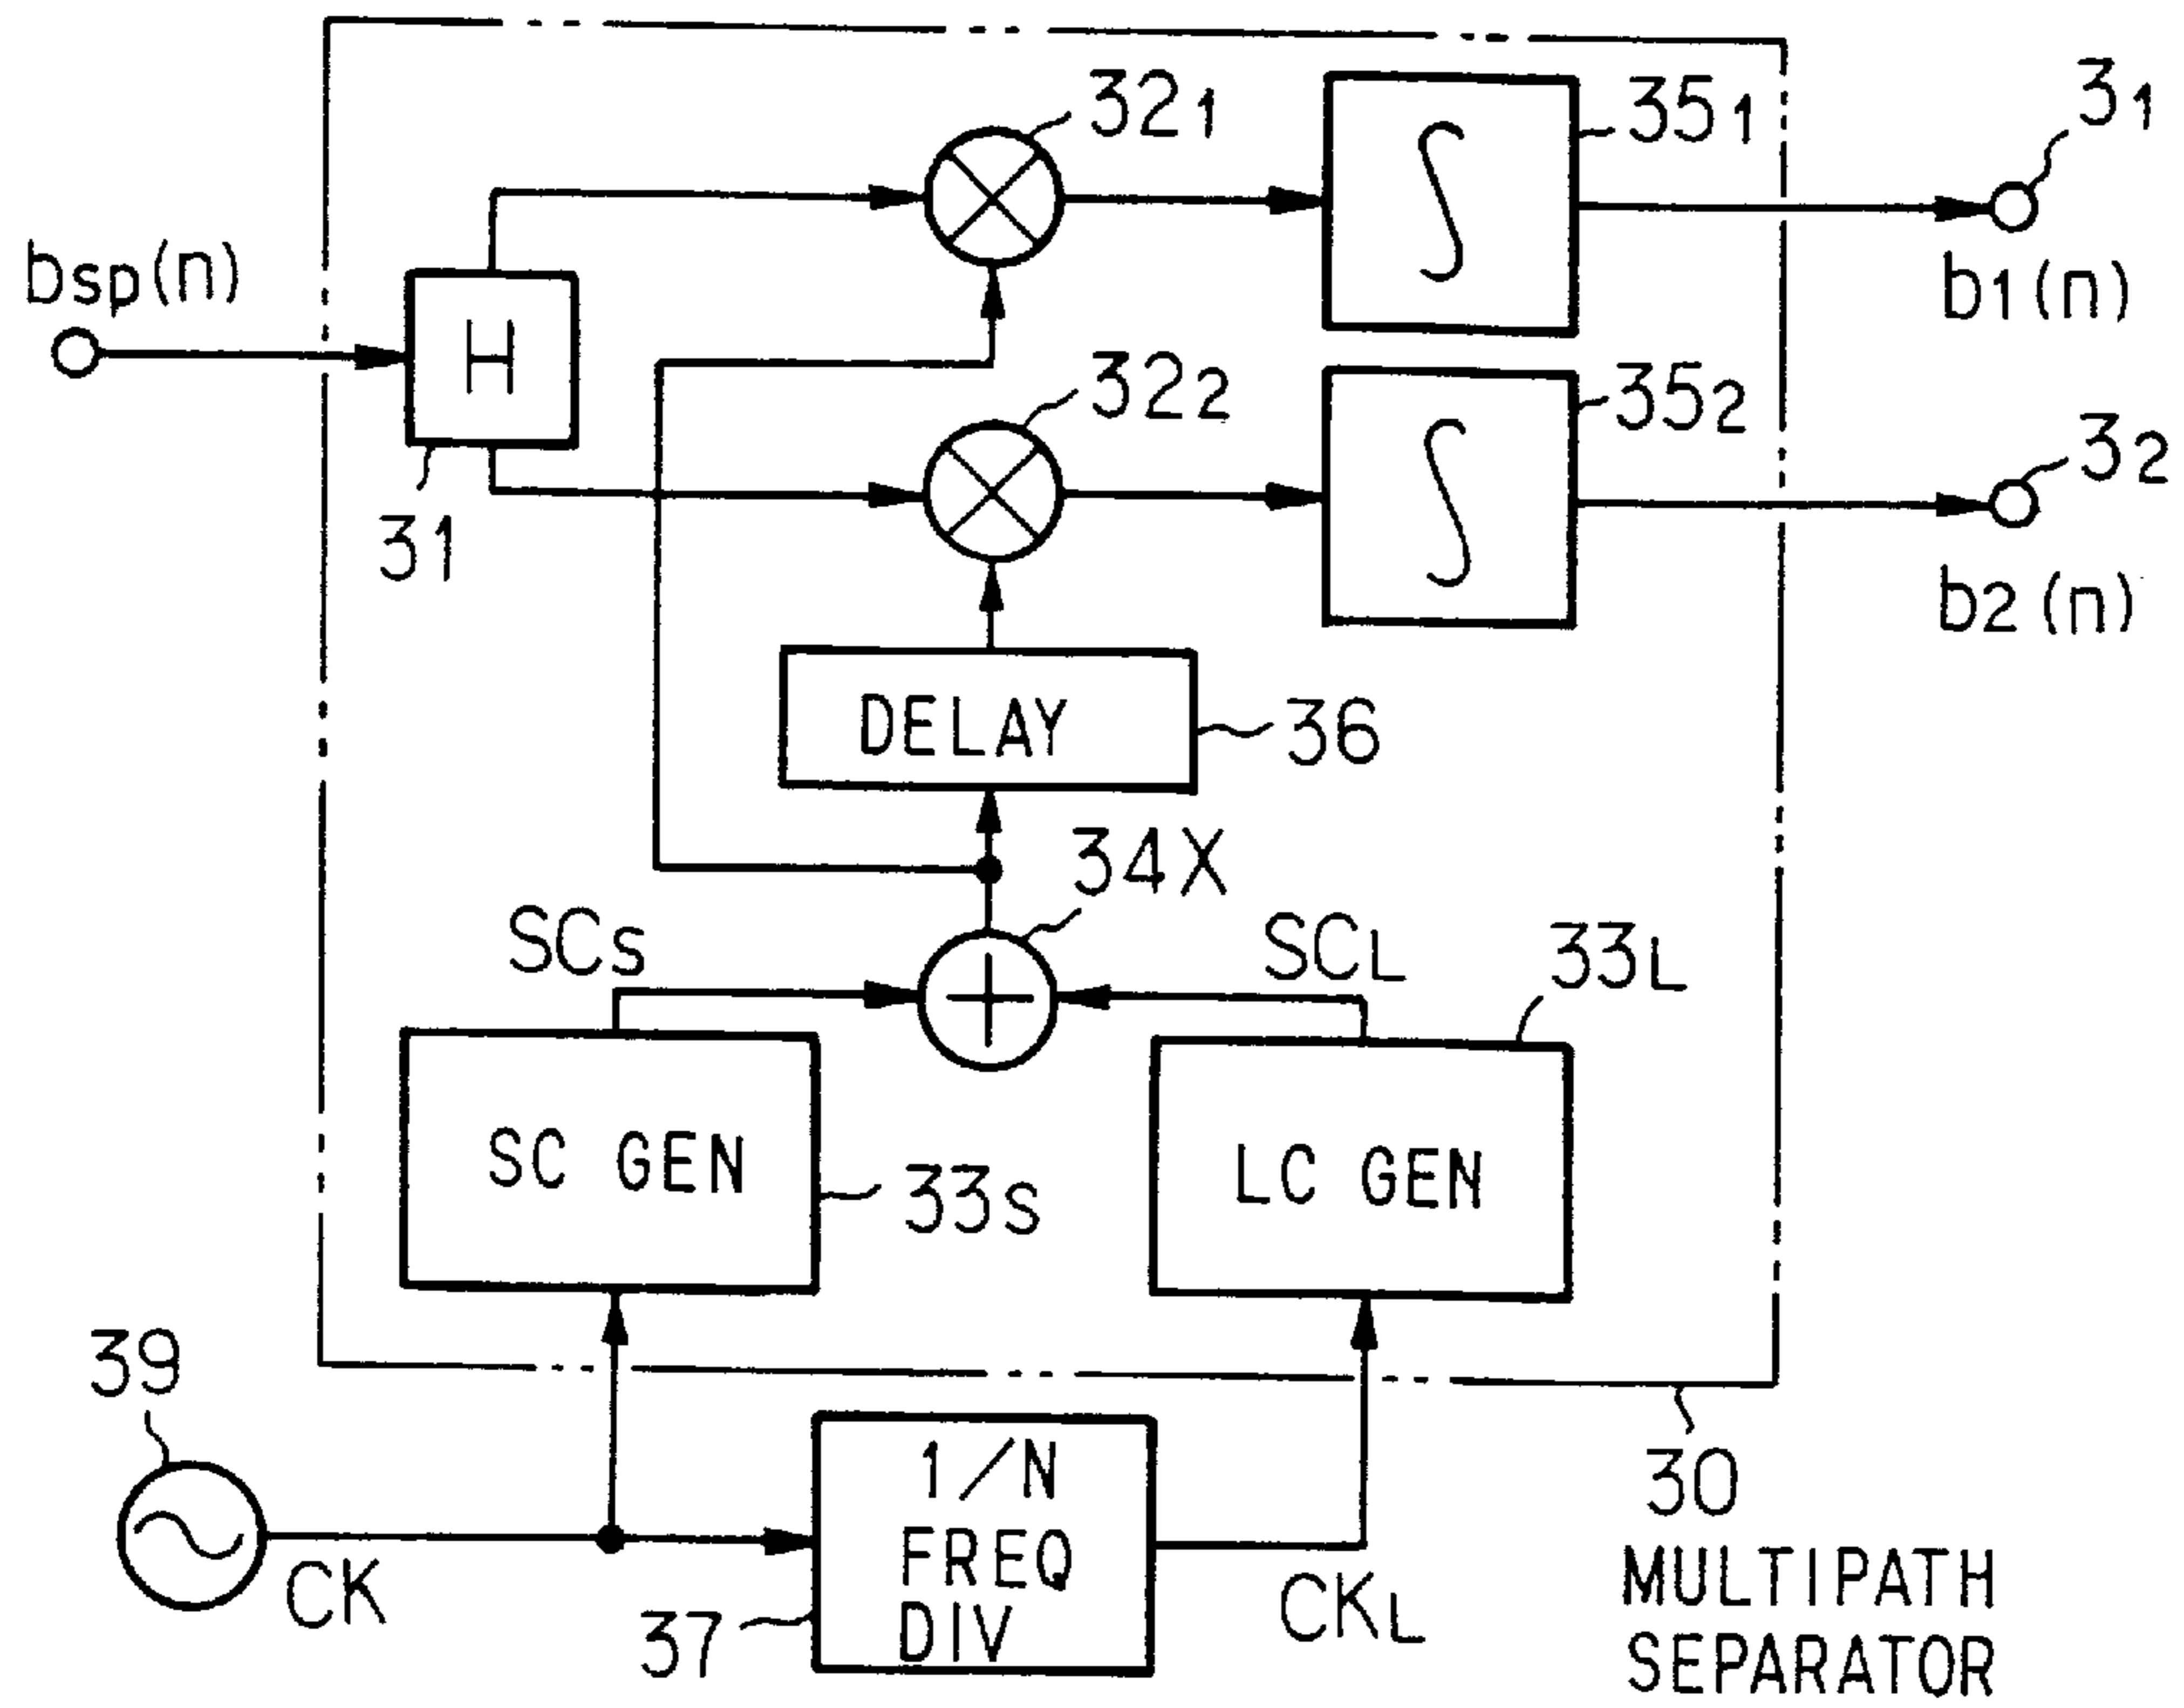 32₁
35₁
3₁
bsp(n)
b₁(n)
H
32₂
35₂
3₂
31
b₂(n)
DELAY
36
34X
SCs
SCL
33L
SC GEN
33s
LC GEN
39
1/N
FREQ
DIV
CK
37
CKL
30
MULTIPATH
SEPARATOR